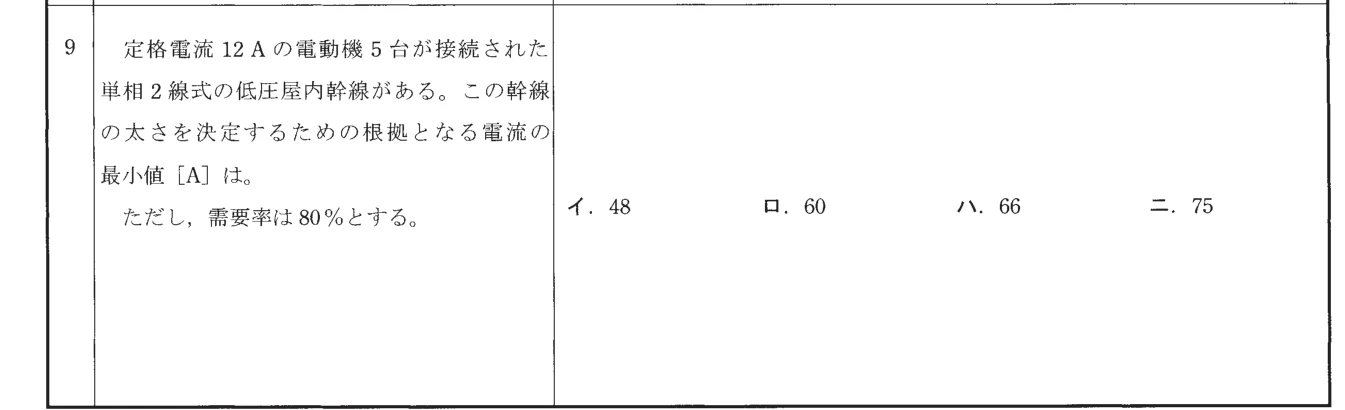 9
定格電流 12 A の電動機 5 台が接続された
単相 2 線式の低圧屋内幹線がある。この幹線
の太さを決定するための根拠となる電流の
最小値［A］は。
ただし，需要率は 80％とする。
イ．48 ロ．60 ハ．66 ニ．75